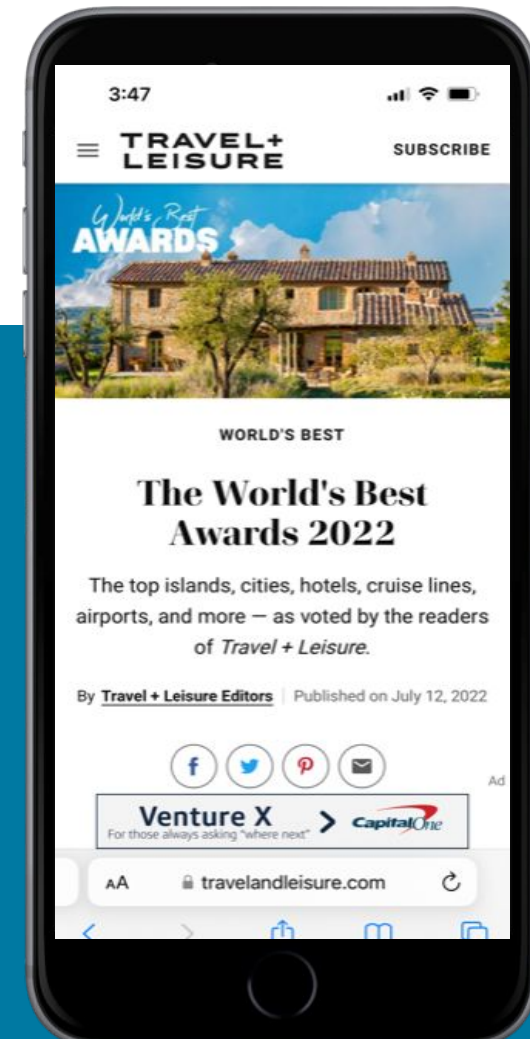 3:47
TRAVEL+
LEISURE
SUBSCRIBE
World's Best
AWARDS
WORLD'S BEST
The World's Best
Awards 2022
The top islands, cities, hotels, cruise lines,
airports, and more — as voted by the readers
of Travel + Leisure.
By Travel + Leisure Editors | Published on July 12, 2022
f
Ad
Venture X > CapitalOne
For those always asking "where next"
AA travelandleisure.com